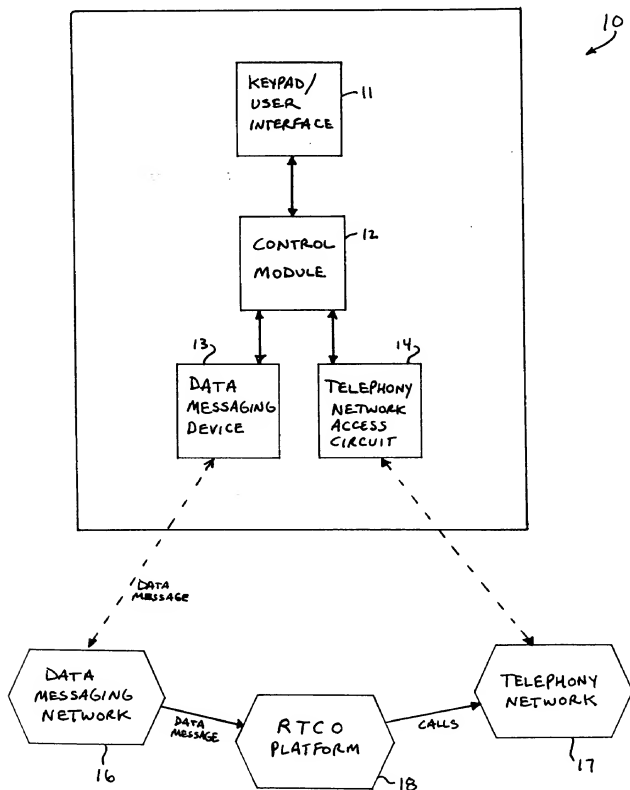 10
KEYPAD/
USER
INTERFACE
11
CONTROL
MODULE
12
13
DATA
MESSAGING
DEVICE
14
TELEPHONY
NETWORK
ACCESS
CIRCUIT
DATA
MESSAGE
DATA
MESSAGING
NETWORK
16
DATA
MESSAGE
RTCO
PLATFORM
18
CALLS
TELEPHONY
NETWORK
17